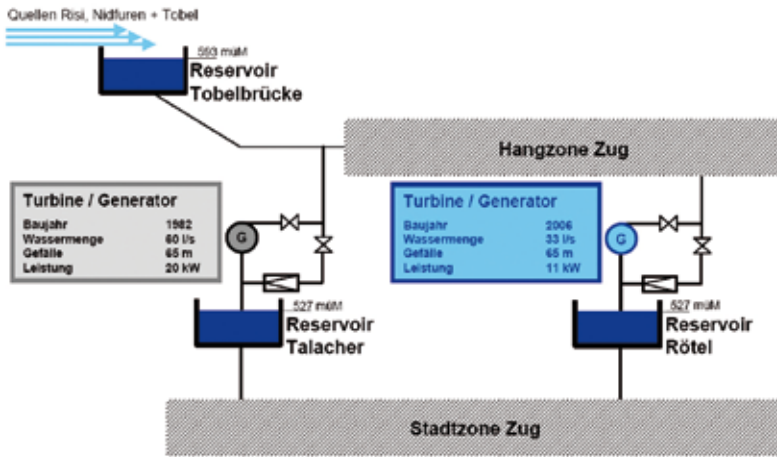 Quellen Risi, Nidfuren + Tobel
593 müM
Reservoir
Tobelbrücke
Hangzone Zug
Turbine / Generator
Baujahr 1982
Wassermenge 60 l/s
Gefälle 65 m
Leistung 20 kW
G
Turbine / Generator
Baujahr 2006
Wassermenge 33 l/s
Gefälle 65 m
Leistung 11 kW
G
527 müM
Reservoir
Talacher
527 müM
Reservoir
Rötel
Stadtzone Zug